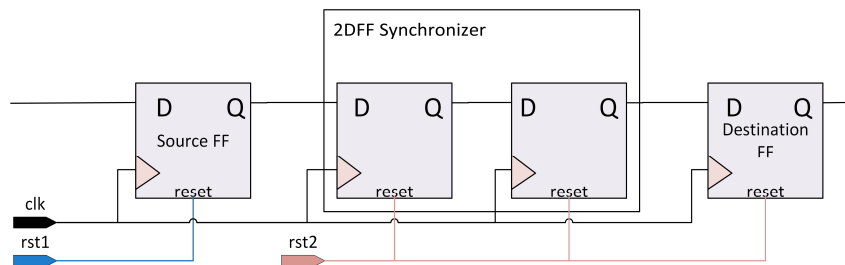 2DFF Synchronizer
D Q
Source FF
reset
D Q
reset
D Q
reset
D Q
Destination
FF
reset
clk
rst1
rst2